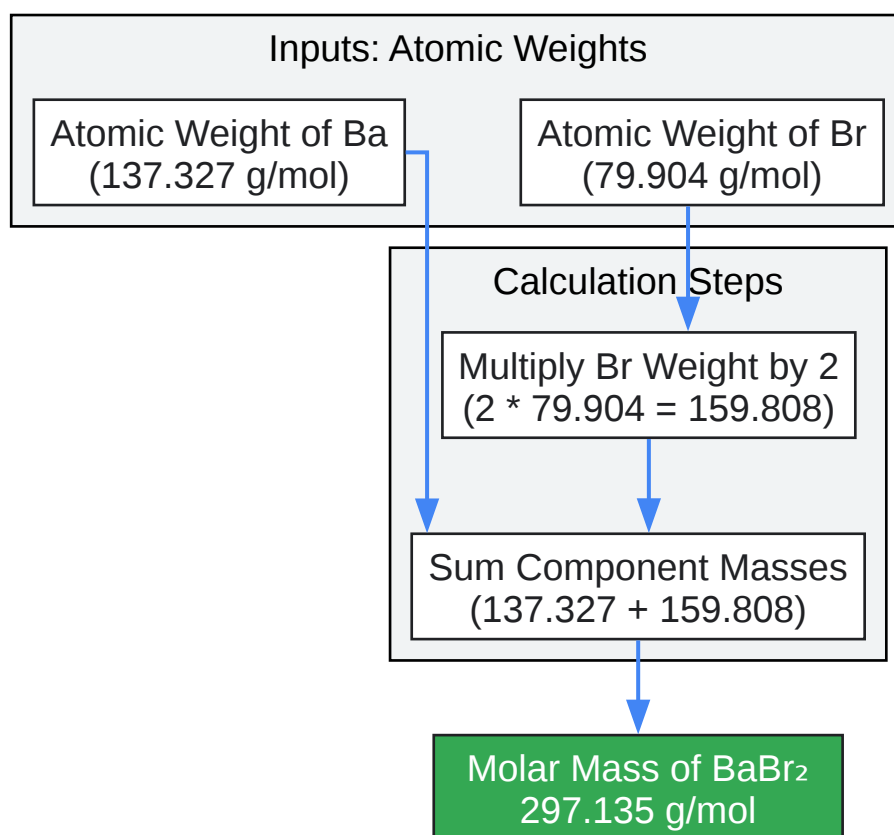 Inputs: Atomic Weights
Atomic Weight of Ba
(137.327 g/mol)
Atomic Weight of Br
(79.904 g/mol)
Calculation Steps
Multiply Br Weight by 2
(2 * 79.904 = 159.808)
Sum Component Masses
(137.327 + 159.808)
Molar Mass of BaBr₂
297.135 g/mol